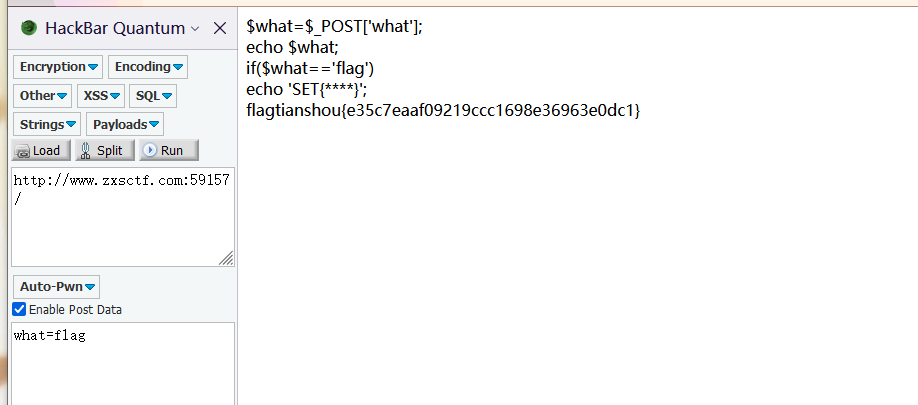 HackBar Quantum
Encryption
Encoding
Other
XSS
SQL
Strings
Payloads
Load
Split
Run
http://www.zxsctf.com:59157
/
Auto-Pwn
Enable Post Data
what=flag
$what=$_POST['what'];
echo $what;
if($what=='flag')
echo 'SET{****}';
flagtianshou{e35c7eaaf09219ccc1698e36963e0dc1}